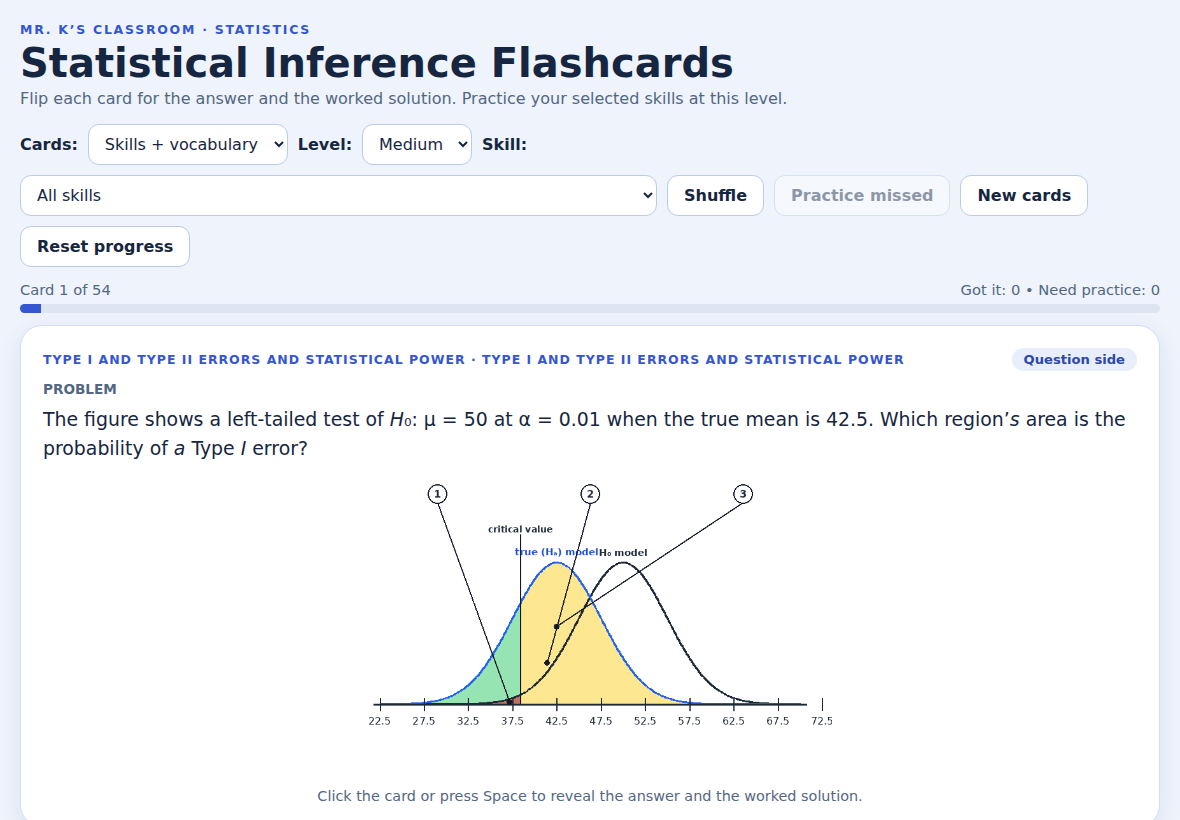 MR. K’S CLASSROOM · STATISTICS
Statistical Inference Flashcards
Flip each card for the answer and the worked solution. Practice your selected skills at this level.
Cards: Skills + vocabulary Level: Medium Skill:
All skills Shuffle Practice missed New cards
Reset progress
Card 1 of 54 Got it: 0 • Need practice: 0
TYPE I AND TYPE II ERRORS AND STATISTICAL POWER · TYPE I AND TYPE II ERRORS AND STATISTICAL POWER Question side
PROBLEM
The figure shows a left-tailed test of H₀: μ = 50 at α = 0.01 when the true mean is 42.5. Which region’s area is the
probability of a Type I error?
1 2 3
critical value
true (Hₐ) model H₀ model
22.5 27.5 32.5 37.5 42.5 47.5 52.5 57.5 62.5 67.5 72.5
Click the card or press Space to reveal the answer and the worked solution.